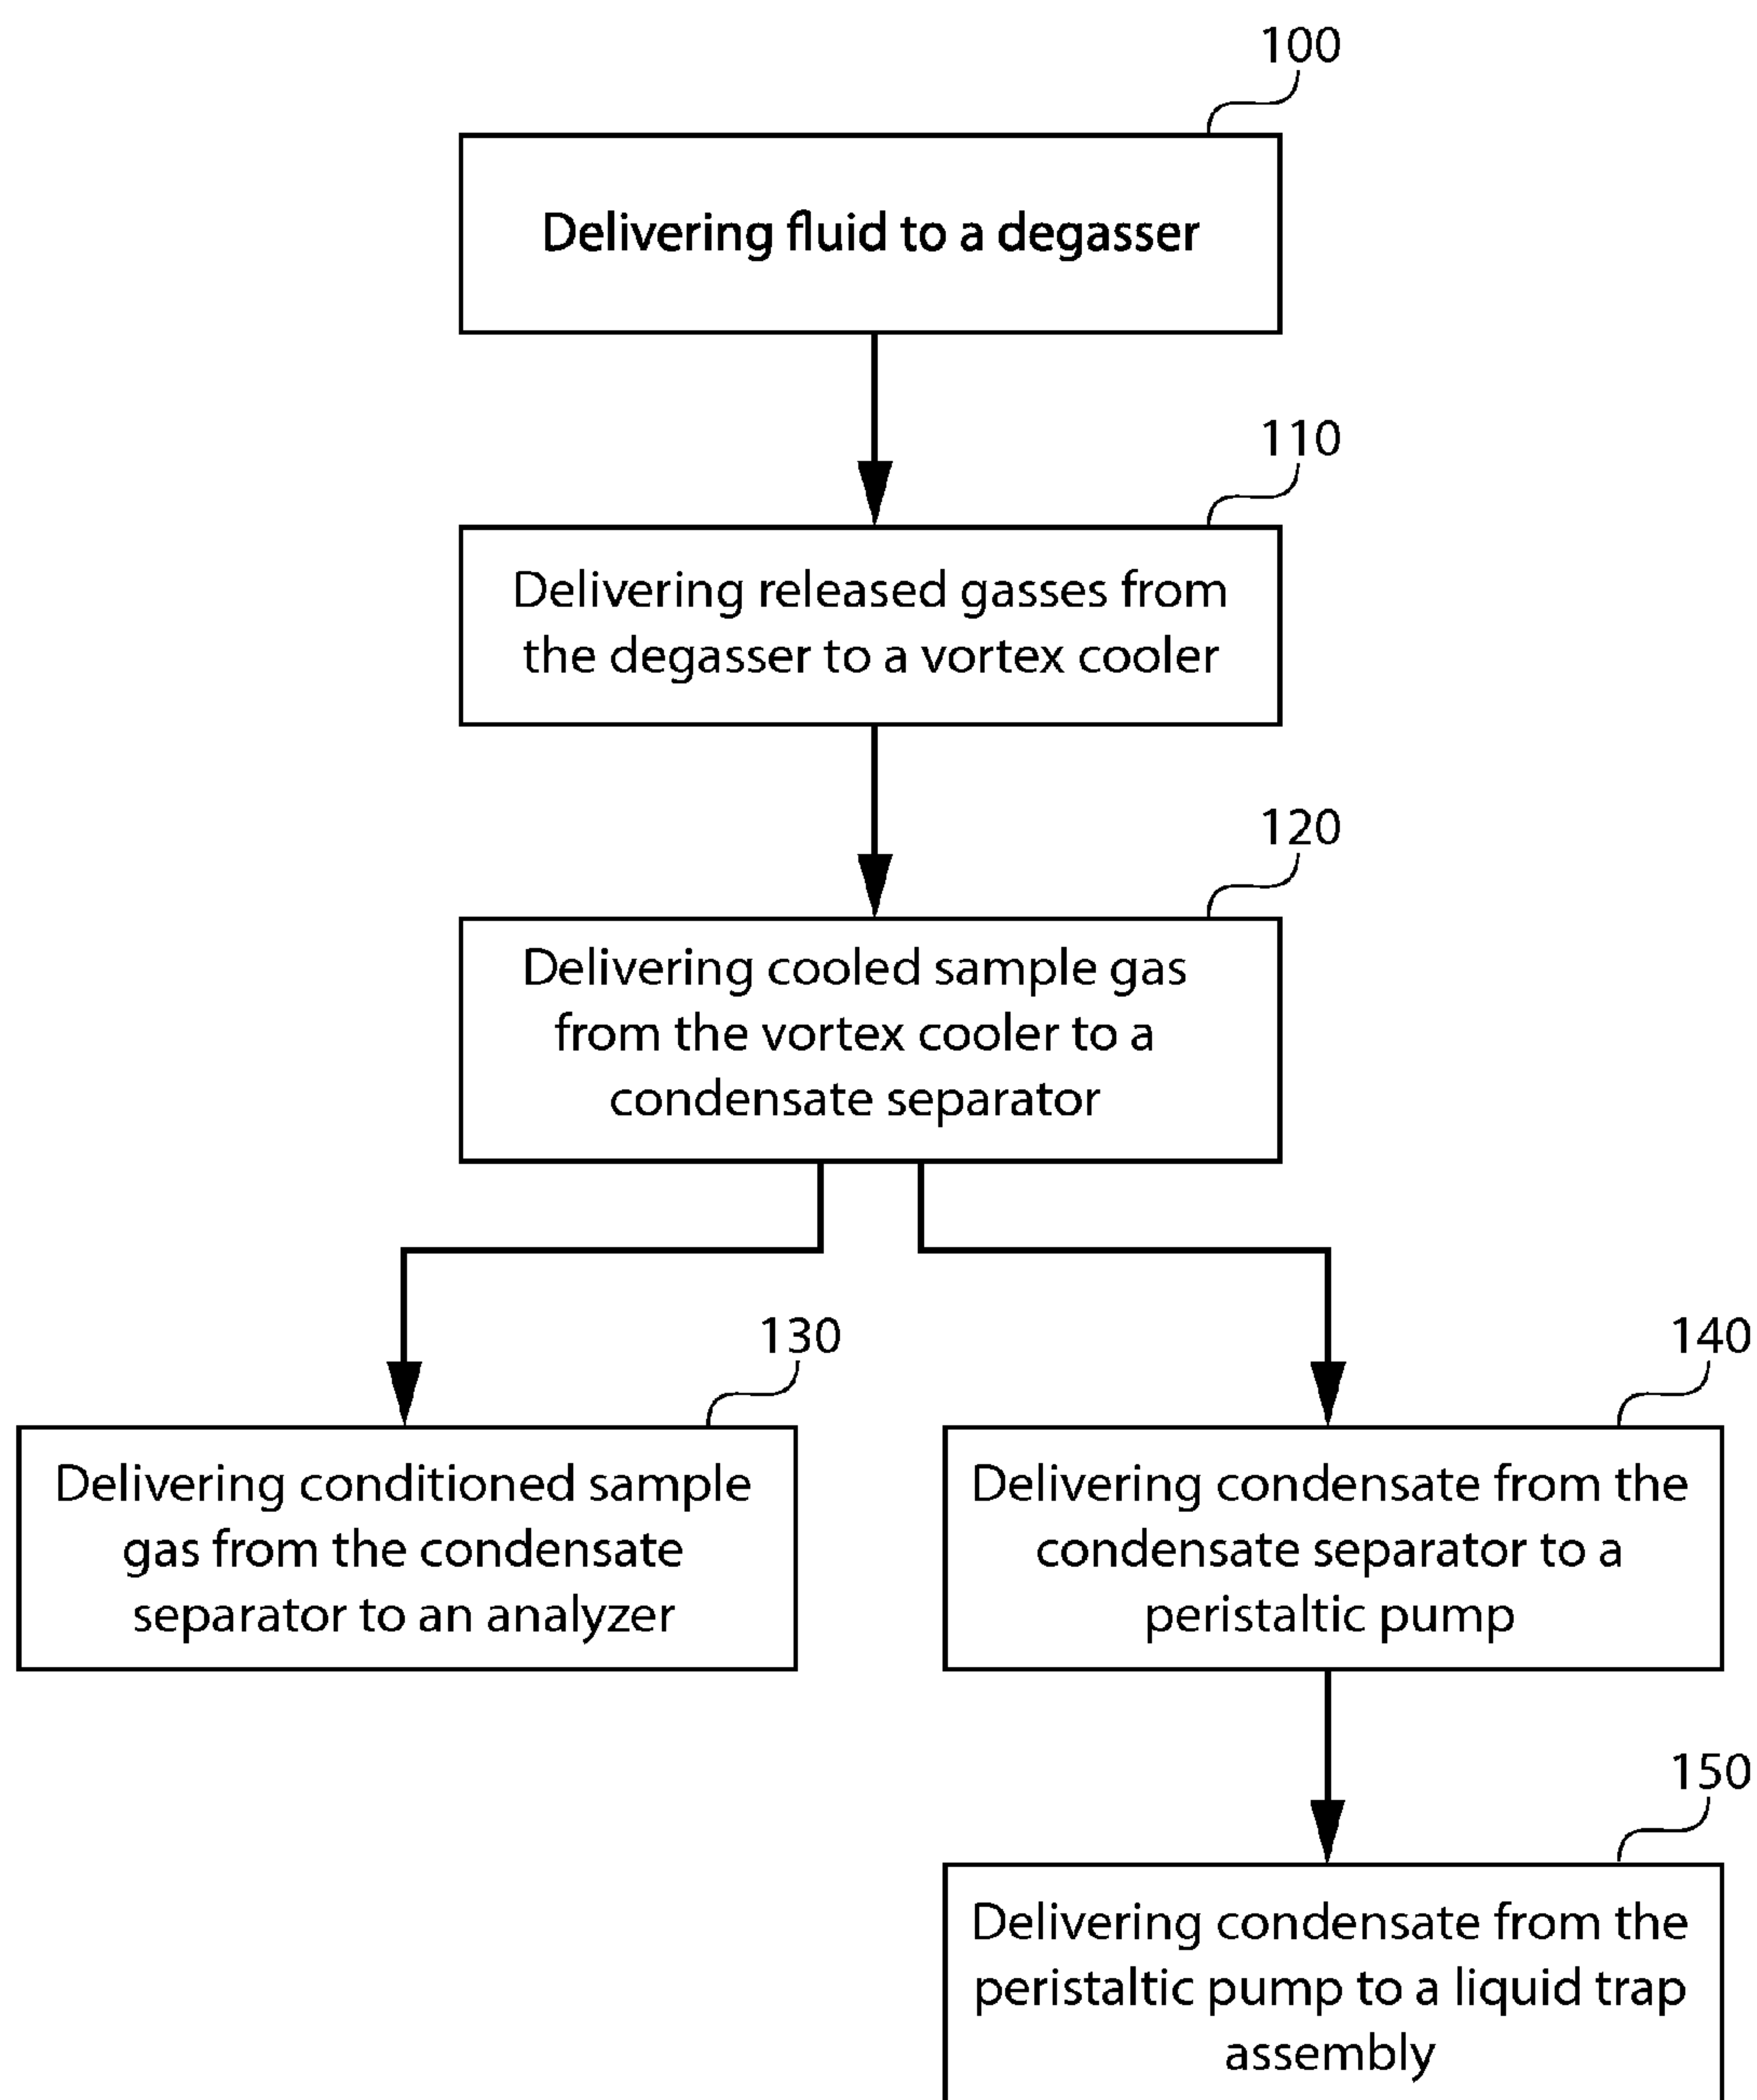 100
Delivering fluid to a degasser
110
Delivering released gasses from
the degasser to a vortex cooler
120
Delivering cooled sample gas
from the vortex cooler to a
condensate separator
130
Delivering conditioned sample
gas from the condensate
separator to an analyzer
140
Delivering condensate from the
condensate separator to a
peristaltic pump
150
Delivering condensate from the
peristaltic pump to a liquid trap
assembly